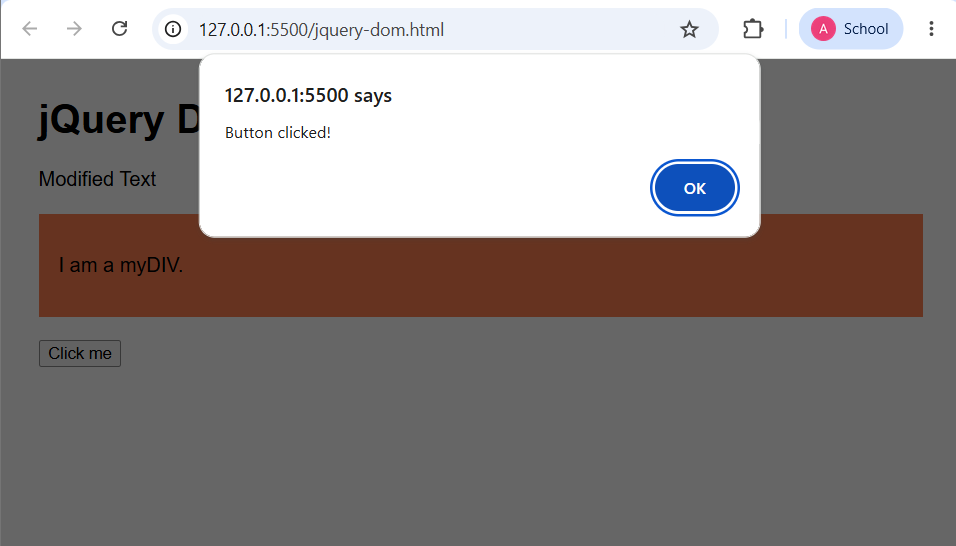 127.0.0.1:5500/jquery-dom.html
A School
127.0.0.1:5500 says
Button clicked!
OK
jQuery D
Modified Text
I am a myDIV.
Click me